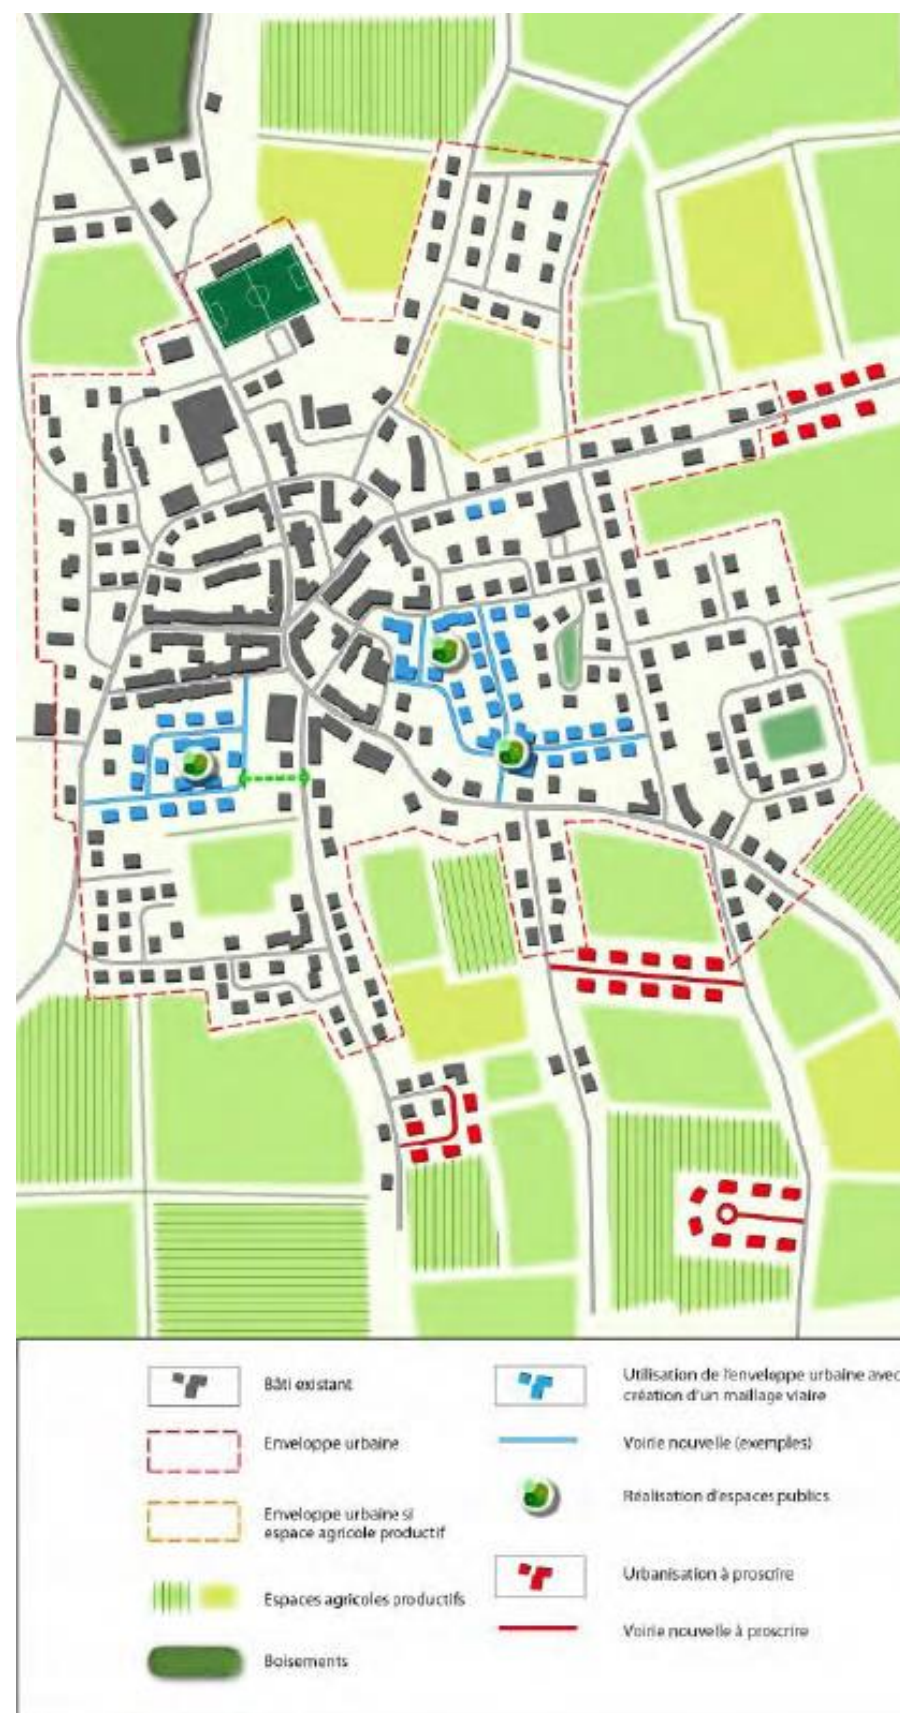 Bâti existant
Enveloppe urbaine
Enveloppe urbaine si
espace agricole productif
Espaces agricoles productifs
Boisements
Utilisation de l'enveloppe urbaine avec
création d'un maillage viaire
Voirie nouvelle (exemples)
Réalisation d'espaces publics
Urbanisation à proscrire
Voirie nouvelle à proscrire